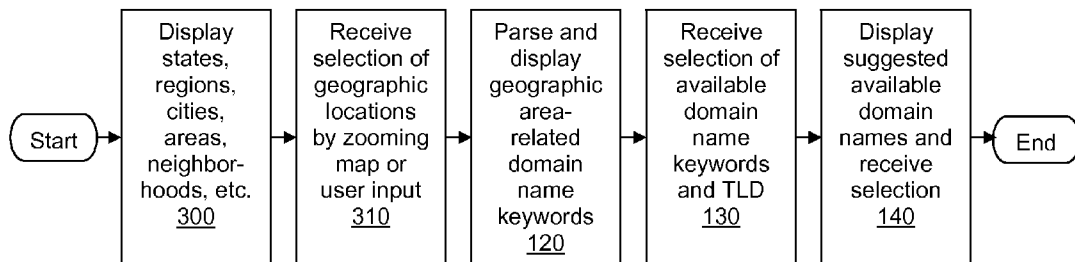 Start
Display
states,
regions,
cities,
areas,
neighbor-
hoods, etc.
300
Receive
selection of
geographic
locations
by zooming
map or
user input
310
Parse and
display
geographic
area-
related
domain
name
keywords
120
Receive
selection of
available
domain
name
keywords
and TLD
130
Display
suggested
available
domain
names and
receive
selection
140
End